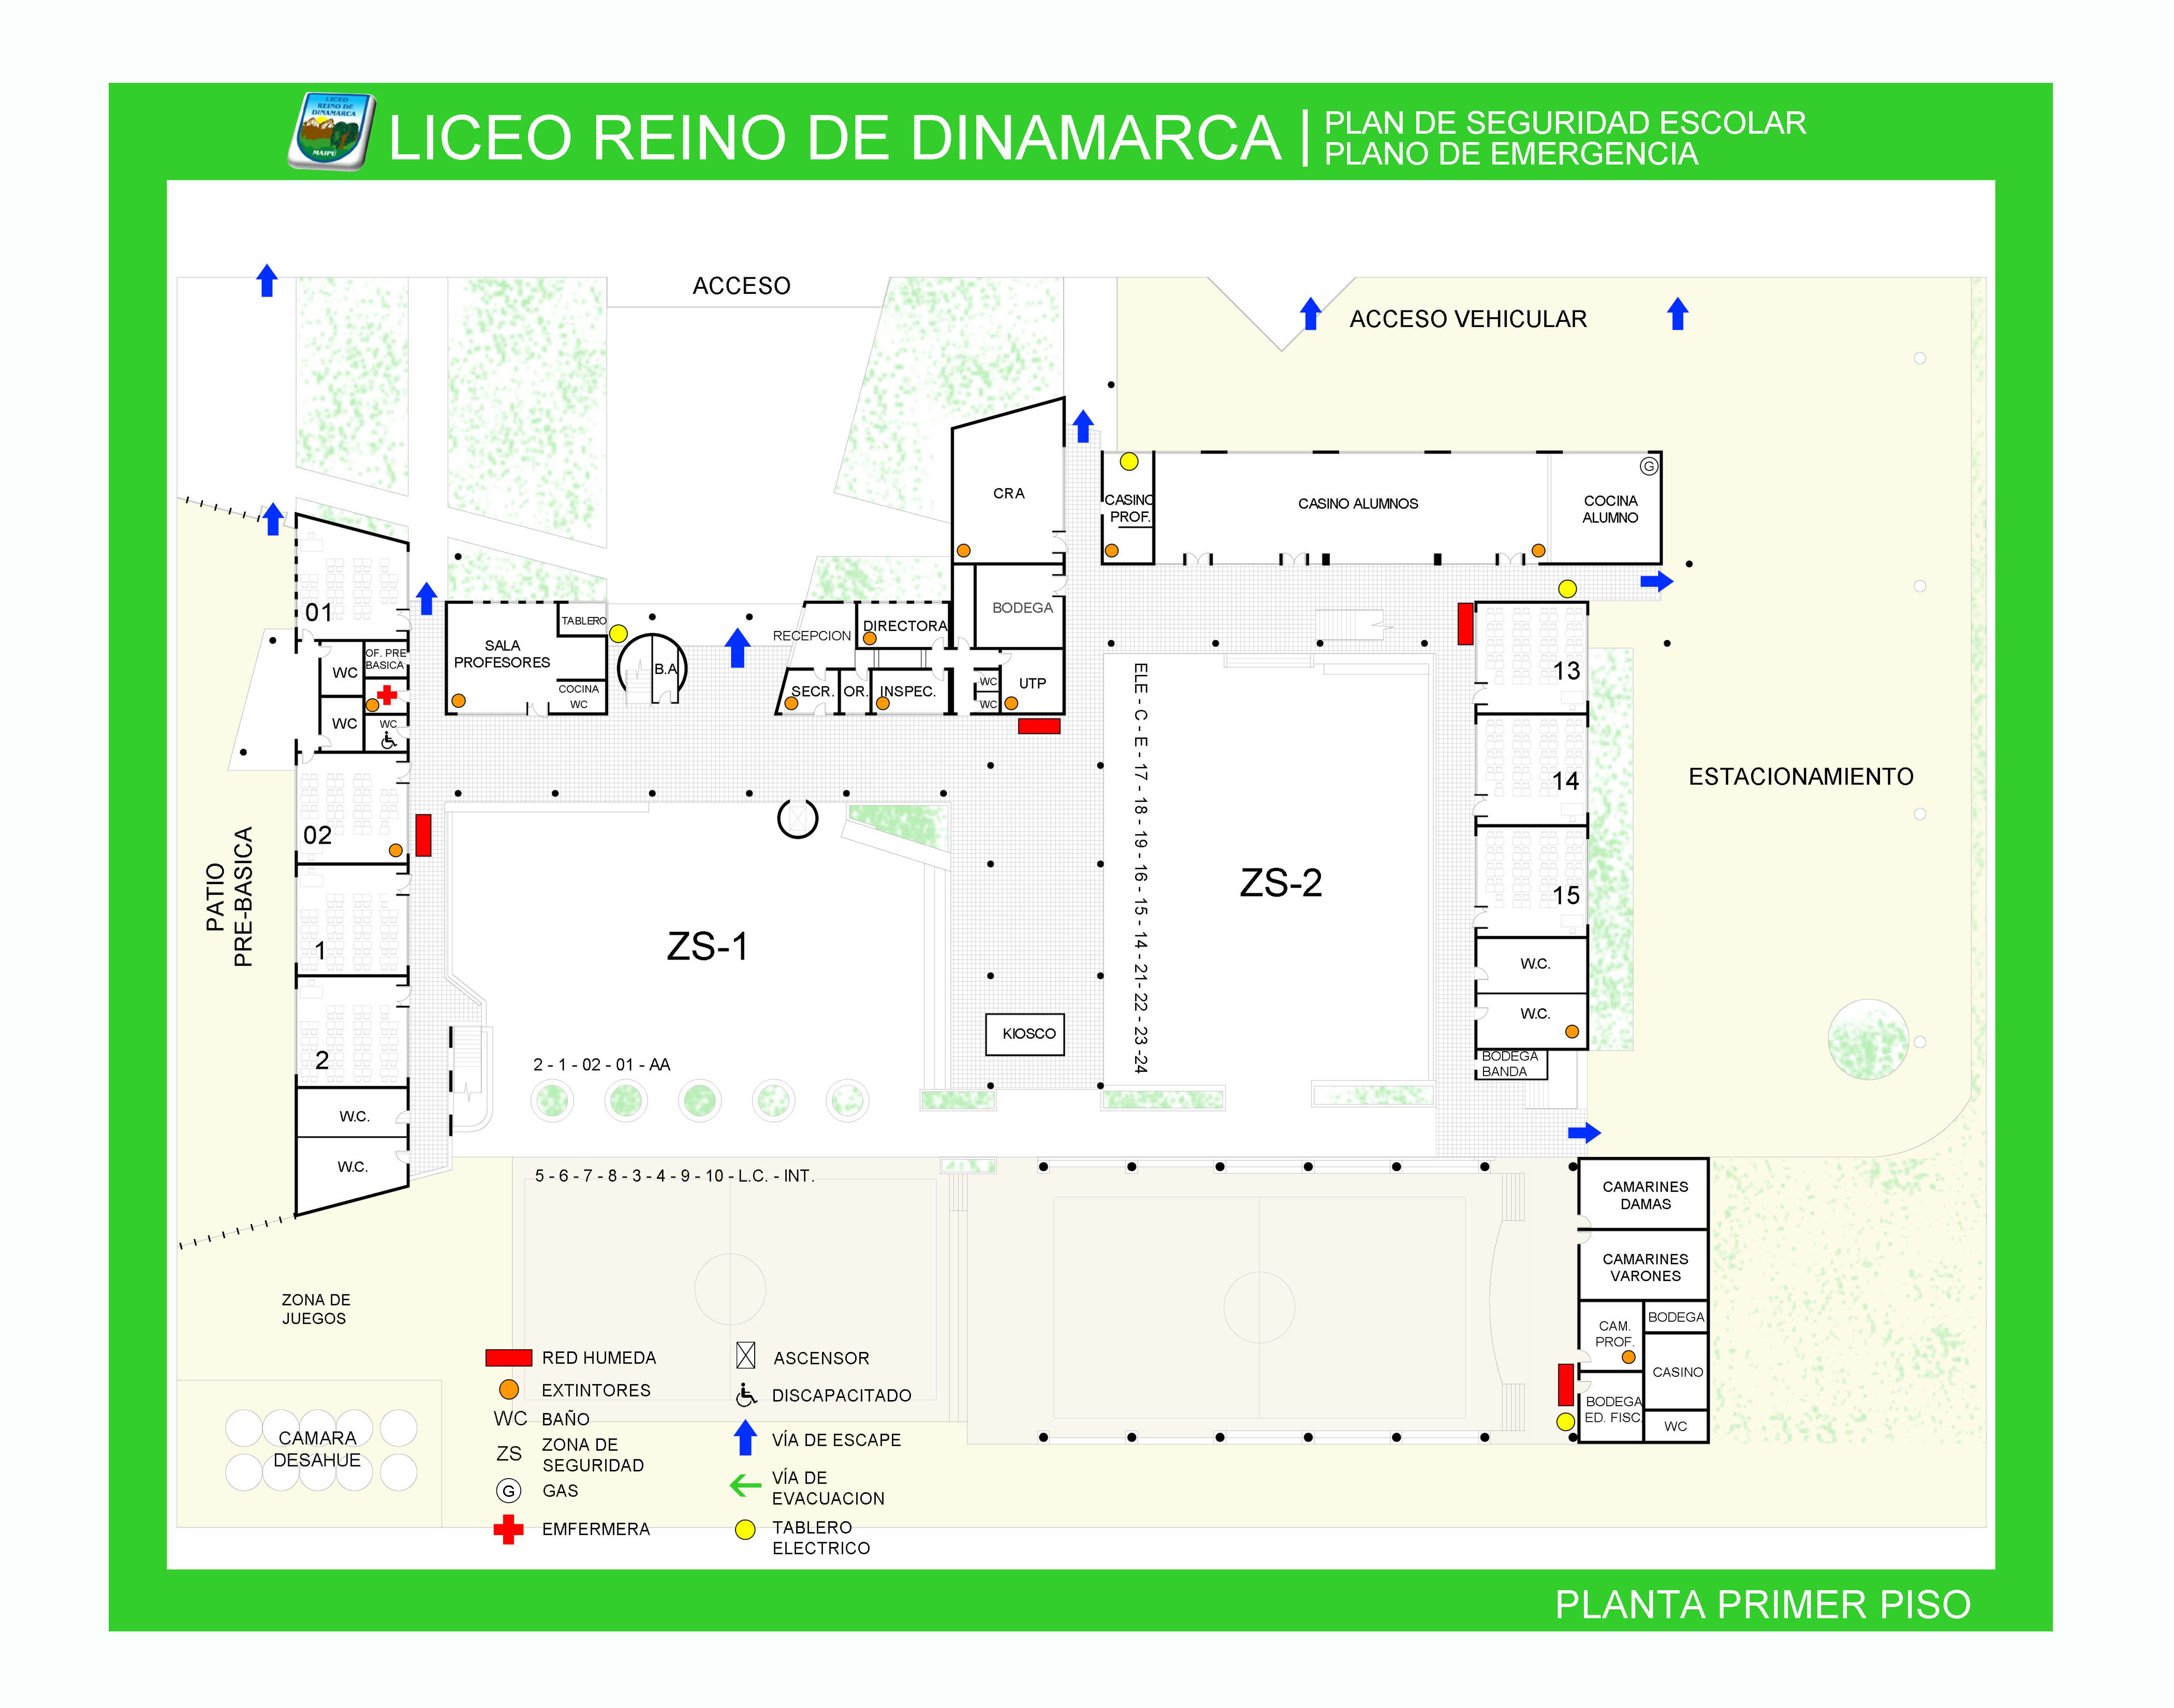 LICEO
REINO DE
DINAMARCA
MAIPÚ
LICEO REINO DE DINAMARCA
PLAN DE SEGURIDAD ESCOLAR
PLANO DE EMERGENCIA
ACCESO
ACCESO VEHICULAR
CRA
CASINO
PROF.
CASINO ALUMNOS
COCINA
ALUMNO
G
01
OF. PRE
BASICA
WC
WC
WC
SALA
PROFESORES
TABLERO
COCINA
WC
B.A
RECEPCION
DIRECTORA
SECR.
OR.
INSPEC.
BODEGA
WC
WC
UTP
13
14
15
ESTACIONAMIENTO
02
1
2
PATIO
PRE-BASICA
ZS-1
ZS-2
ELE - C - E - 17 - 18 - 19 - 16 - 15 - 14 - 21- 22 - 23 -24
KIOSCO
W.C.
W.C.
BODEGA
BANDA
2 - 1 - 02 - 01 - AA
W.C.
W.C.
5 - 6 - 7 - 8 - 3 - 4 - 9 - 10 - L.C. - INT.
CAMARINES
DAMAS
CAMARINES
VARONES
CAM.
PROF.
BODEGA
CASINO
BODEGA
ED. FISC.
WC
ZONA DE
JUEGOS
CAMARA
DESAHUE
RED HUMEDA
EXTINTORES
WC BAÑO
ZS ZONA DE
SEGURIDAD
G GAS
EMFERMERA
ASCENSOR
DISCAPACITADO
VÍA DE ESCAPE
VÍA DE
EVACUACION
TABLERO
ELECTRICO
PLANTA PRIMER PISO